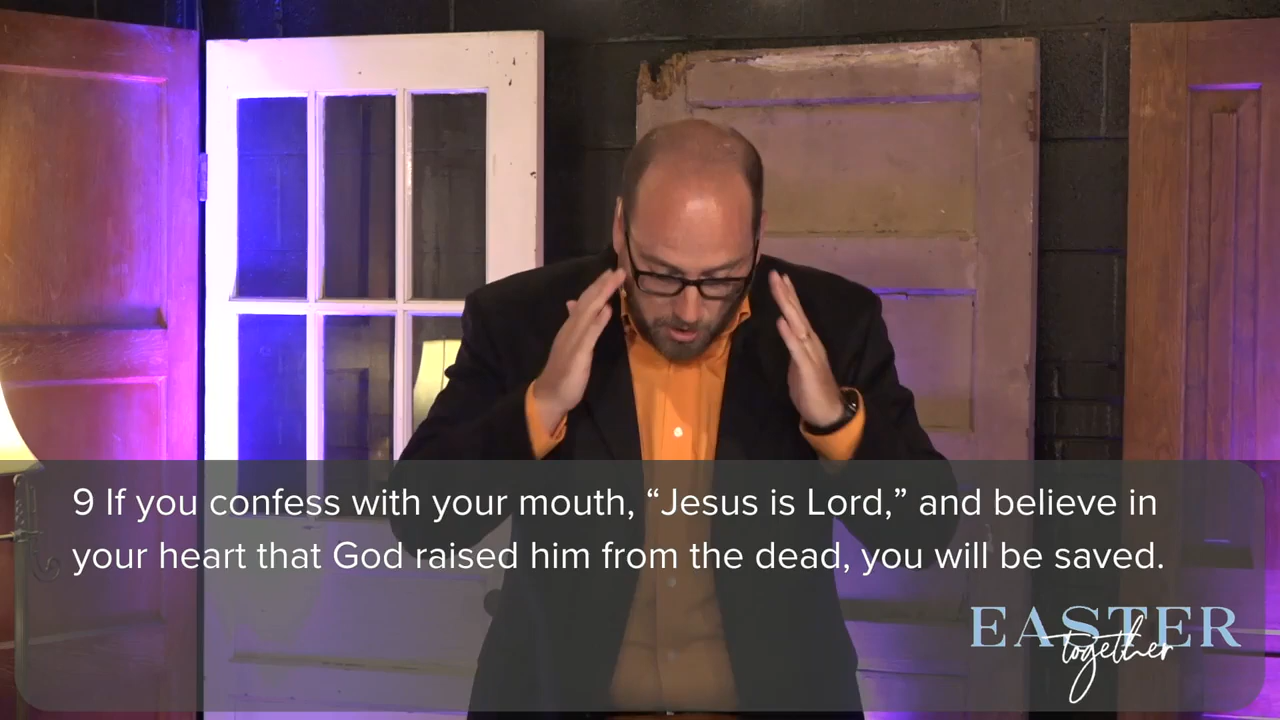 9 If you confess with your mouth, “Jesus is Lord,” and believe in
your heart that God raised him from the dead, you will be saved.
EASTER
together